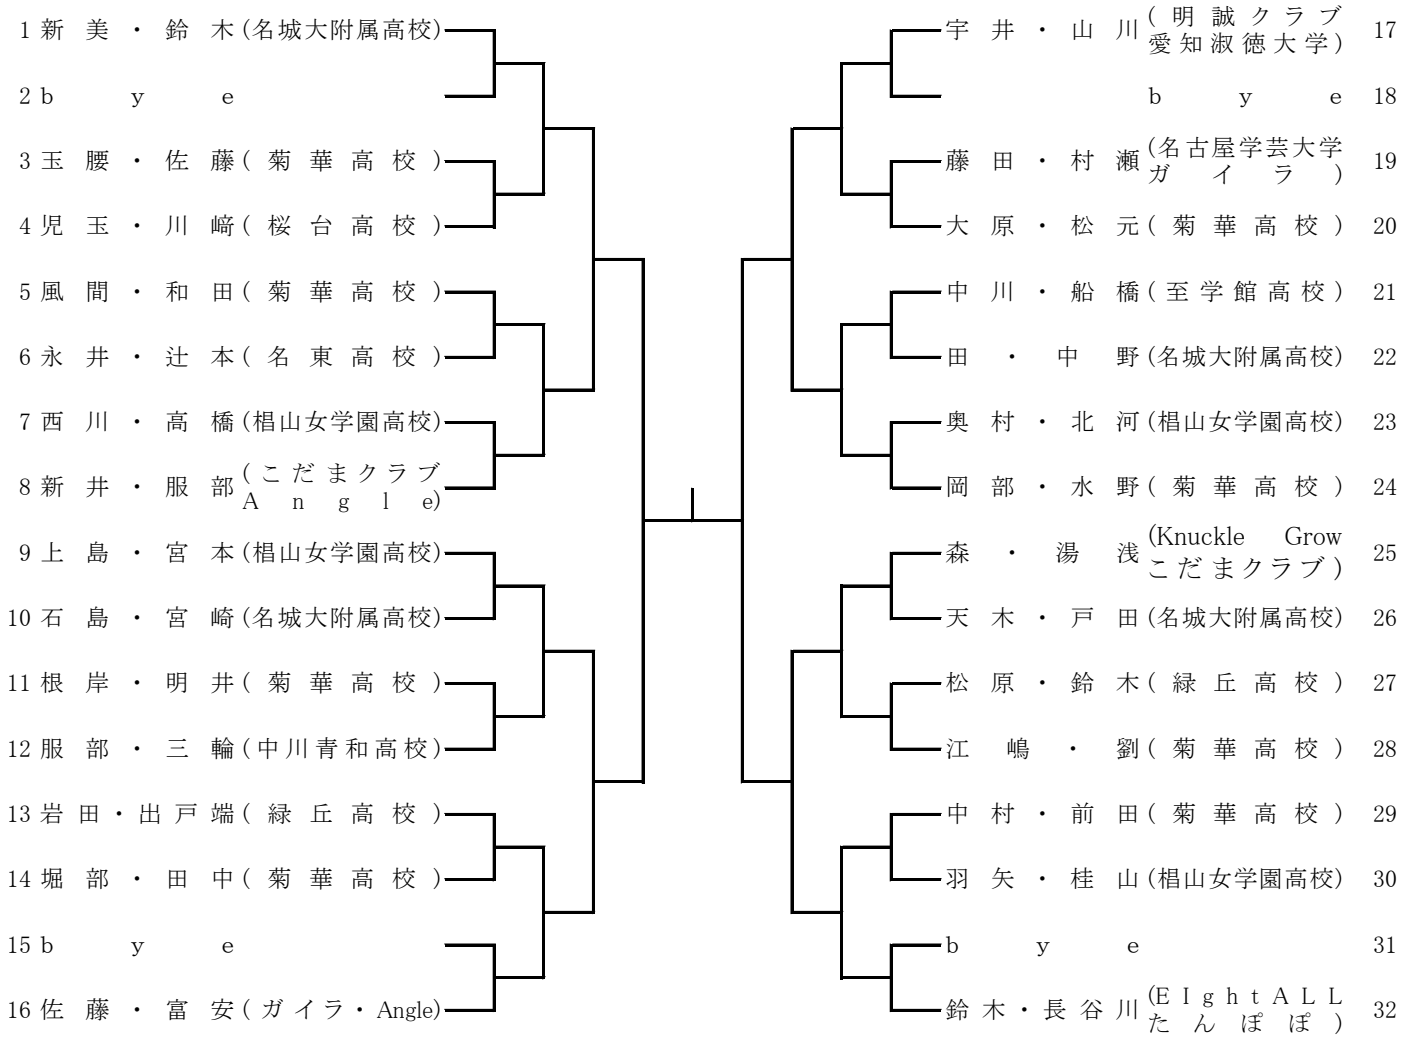 1 新美・鈴木 (名城大附属高校)
2 bye
3 玉腰・佐藤 (菊華高校)
4 児玉・川﨑 (桜台高校)
5 風間・和田 (菊華高校)
6 永井・辻本 (名東高校)
7 西川・高橋 (椙山女学園高校)
8 新井・服部 (こだまクラブ
Angle)
9 上島・宮本 (椙山女学園高校)
10 石島・宮崎 (名城大附属高校)
11 根岸・明井 (菊華高校)
12 服部・三輪 (中川青和高校)
13 岩田・出戸端 (緑丘高校)
14 堀部・田中 (菊華高校)
15 bye
16 佐藤・富安 (ガイラ・Angle)
宇井・山川 (明誠クラブ
愛知淑徳大学) 17
bye 18
藤田・村瀬 (名古屋学芸大学
ガイラ) 19
大原・松元 (菊華高校) 20
中川・船橋 (至学館高校) 21
田・中野 (名城大附属高校) 22
奥村・北河 (椙山女学園高校) 23
岡部・水野 (菊華高校) 24
森・湯浅 (Knuckle Grow
こだまクラブ) 25
天木・戸田 (名城大附属高校) 26
松原・鈴木 (緑丘高校) 27
江嶋・劉 (菊華高校) 28
中村・前田 (菊華高校) 29
羽矢・桂山 (椙山女学園高校) 30
bye 31
鈴木・長谷川 (EIghtALL
たんぽぽ) 32